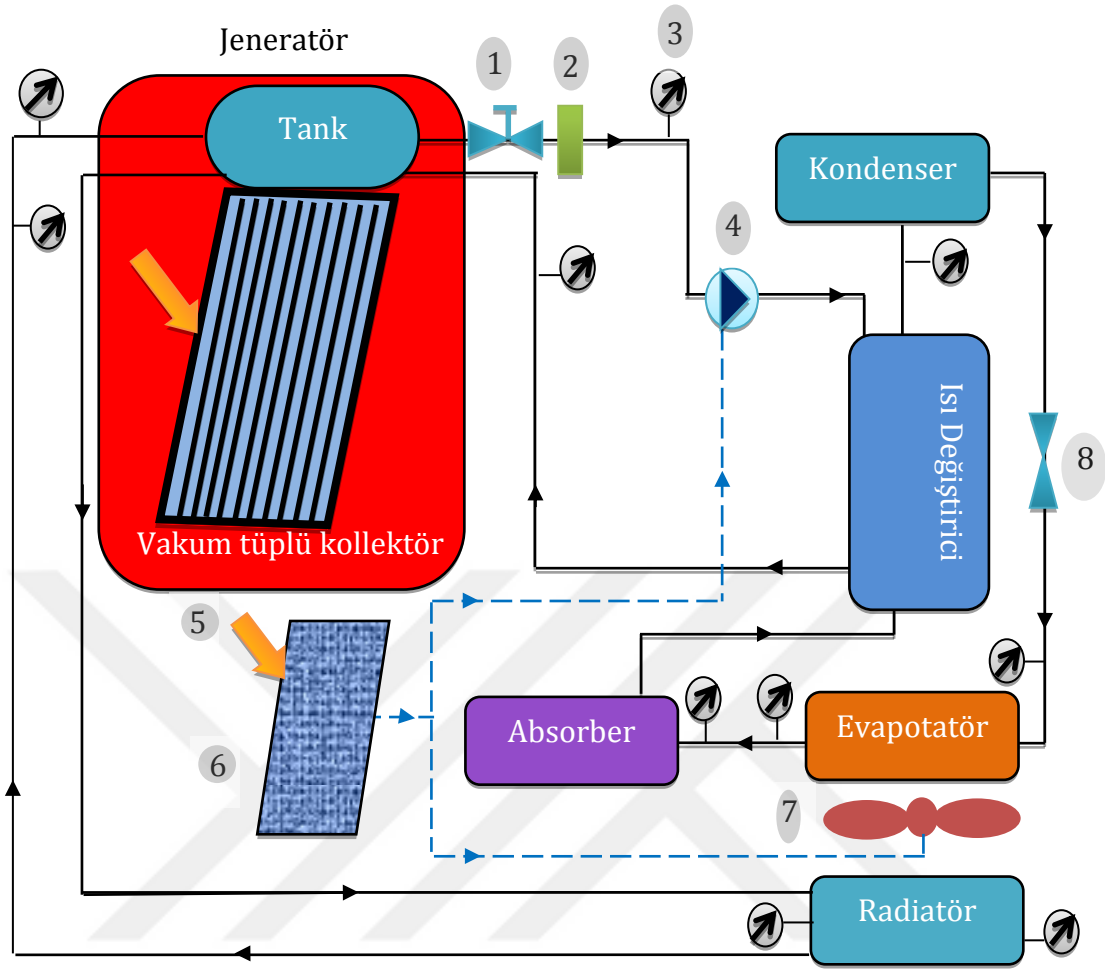 Jeneratör
3
1
2
Tank
Kondenser
4
Isı Değiştirici
8
Vakum tüplü kollektör
5
6
Absorber
Evapotatör
7
Radiatör